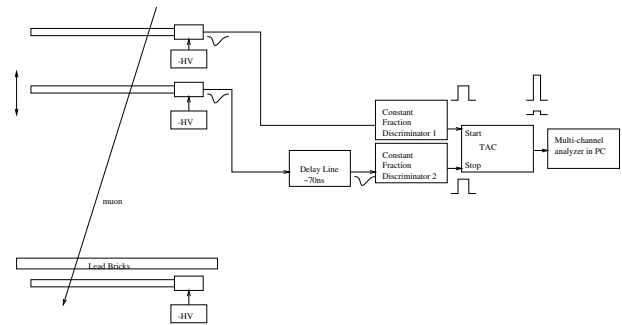 -HV
-HV
Constant
Fraction
Discriminator 1
Start
TAC
Stop
Multi-channel
analyzer in PC
Delay Line
~70ns
Constant
Fraction
Discriminator 2
muon
Lead Bricks
-HV